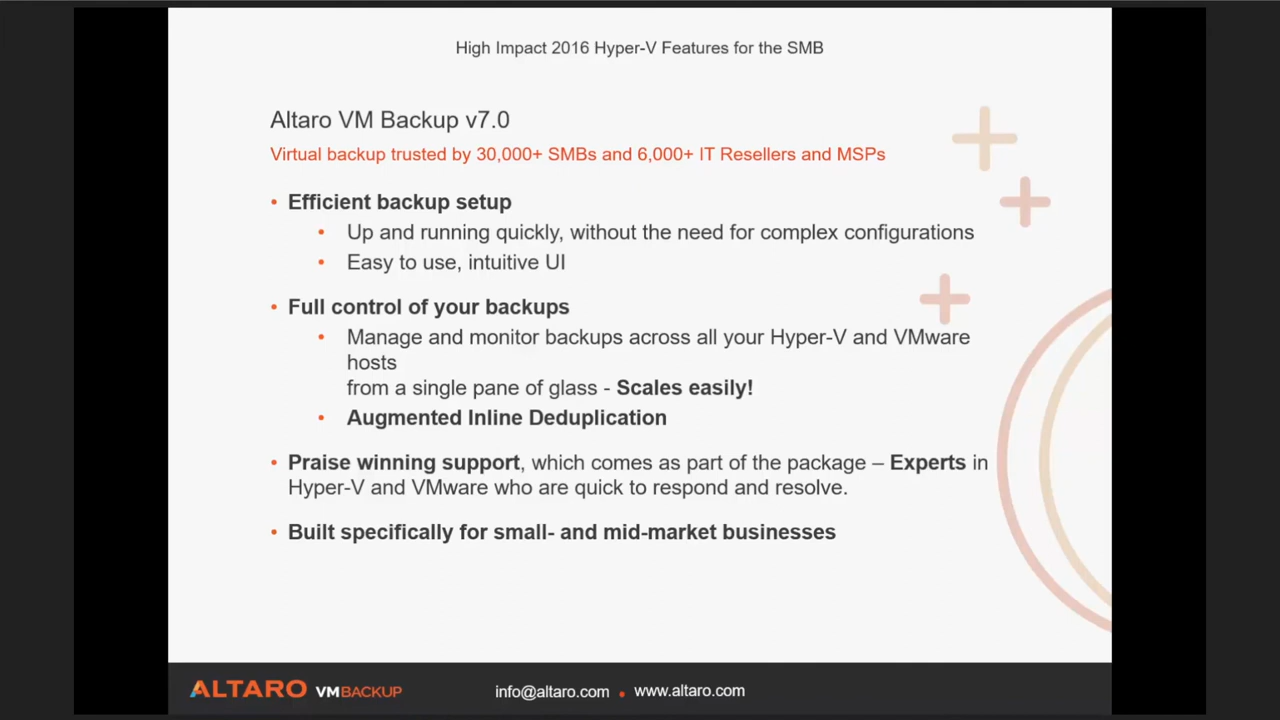 High Impact 2016 Hyper-V Features for the SMB
Altaro VM Backup v7.0
Virtual backup trusted by 30,000+ SMBs and 6,000+ IT Resellers and MSPs
• Efficient backup setup
• Up and running quickly, without the need for complex configurations
• Easy to use, intuitive UI
• Full control of your backups
• Manage and monitor backups across all your Hyper-V and VMware
hosts
from a single pane of glass - Scales easily!
• Augmented Inline Deduplication
• Praise winning support, which comes as part of the package – Experts in
Hyper-V and VMware who are quick to respond and resolve.
• Built specifically for small- and mid-market businesses
ALTARO VMBACKUP info@altaro.com • www.altaro.com